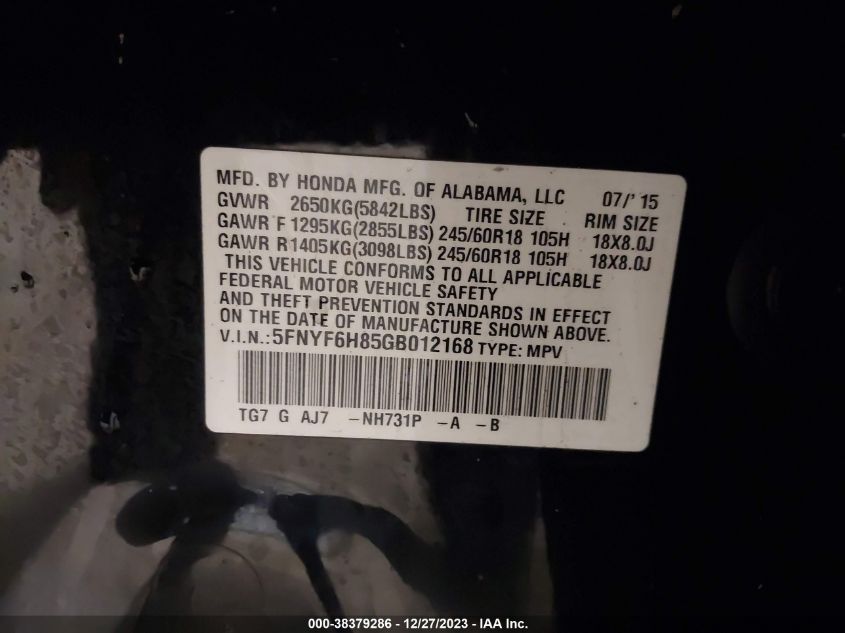 MFD. BY HONDA MFG. OF ALABAMA, LLC 07/'15
GVWR 2650KG(5842LBS) TIRE SIZE RIM SIZE
GAWR F 1295KG(2855LBS) 245/60R18 105H 18X8.0J
GAWR R1405KG(3098LBS) 245/60R18 105H 18X8.0J
THIS VEHICLE CONFORMS TO ALL APPLICABLE
FEDERAL MOTOR VEHICLE SAFETY
AND THEFT PREVENTION STANDARDS IN EFFECT
ON THE DATE OF MANUFACTURE SHOWN ABOVE.
V.I.N.:5FNYF6H85GB012168 TYPE: MPV
TG7 G AJ7 -NH731P -A -B
000-38379286 - 12/27/2023 - IAA Inc.